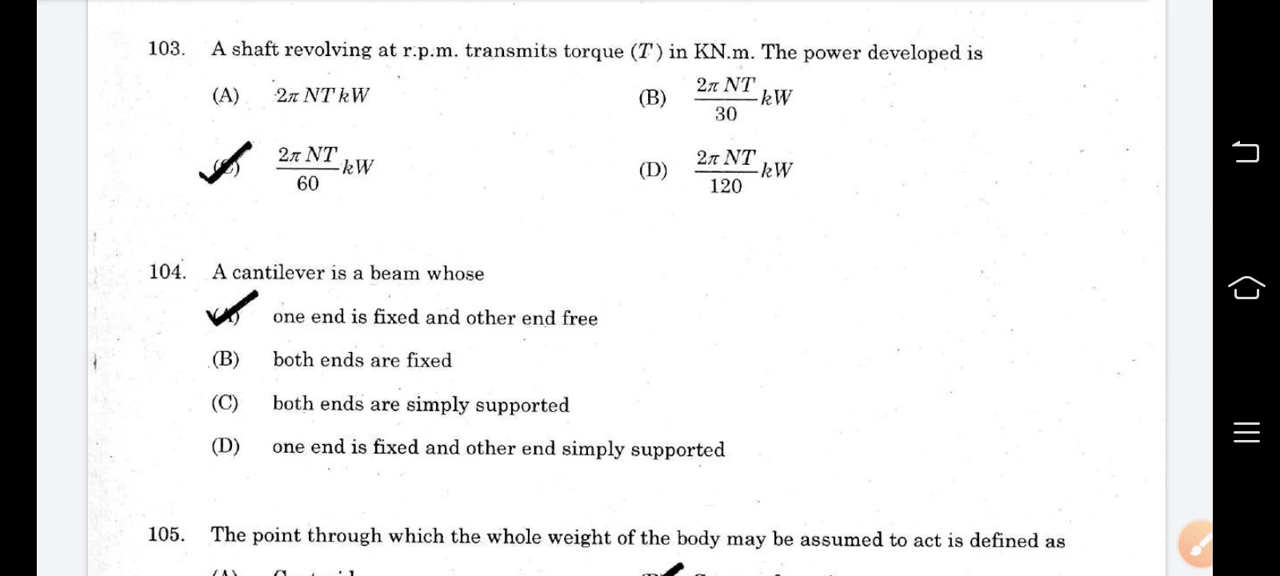 103. A shaft revolving at r.p.m. transmits torque (T) in KN.m. The power developed is
(A) 2π NT kW
(B) 2π NT / 30 kW
2π NT / 60 kW
(D) 2π NT / 120 kW
104. A cantilever is a beam whose
(A) one end is fixed and other end free
(B) both ends are fixed
(C) both ends are simply supported
(D) one end is fixed and other end simply supported
105. The point through which the whole weight of the body may be assumed to act is defined as